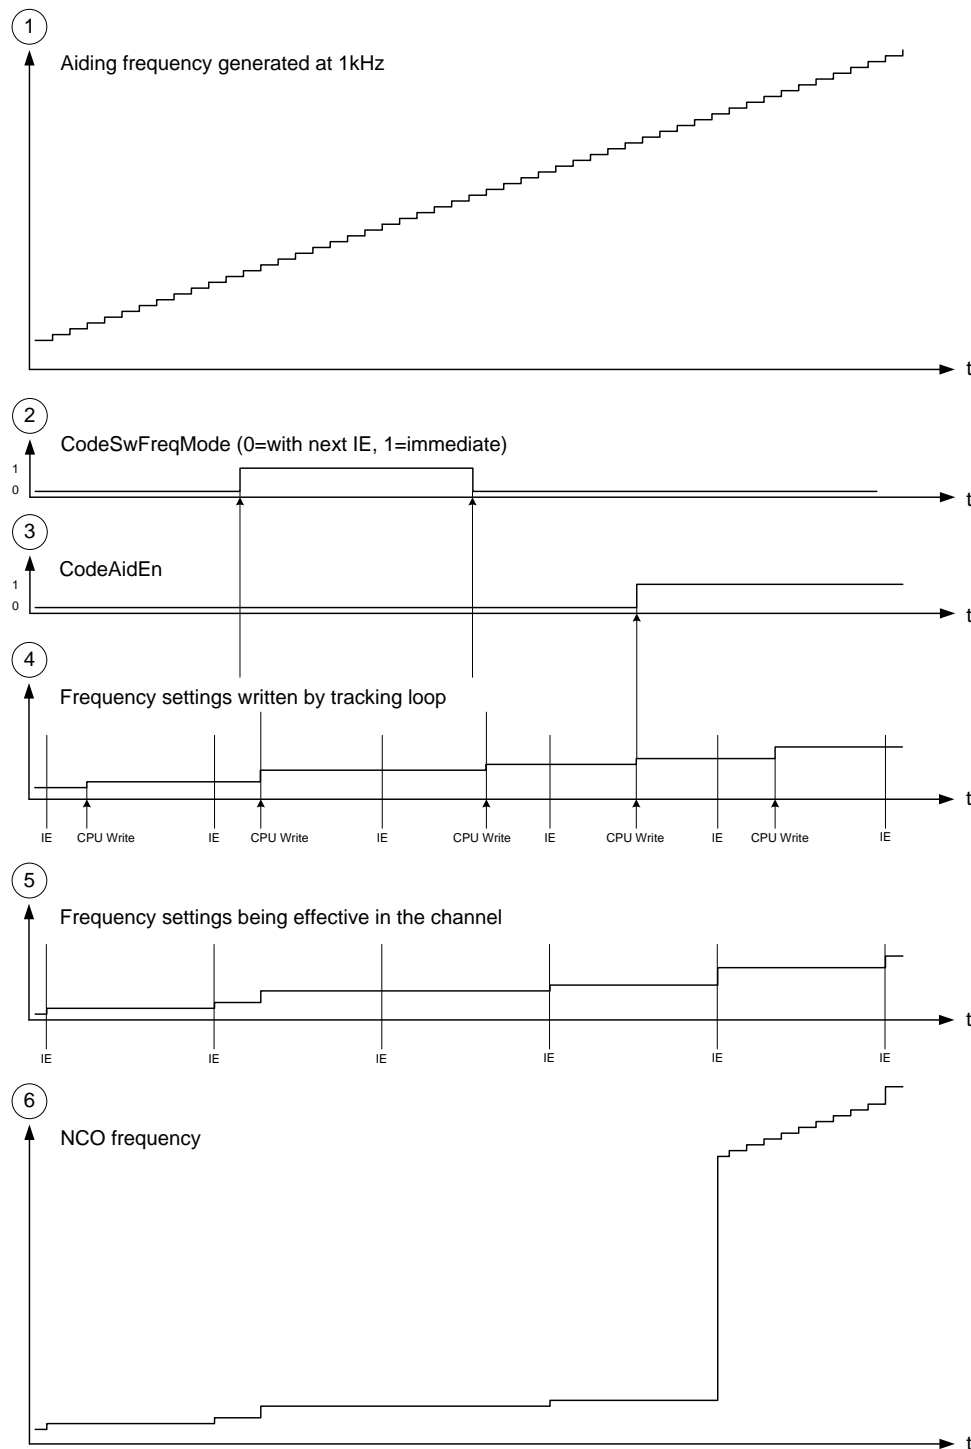 1
Aiding frequency generated at 1kHz
t
2
CodeSwFreqMode (0=with next IE, 1=immediate)
1
0
t
3
CodeAidEn
1
0
t
4
Frequency settings written by tracking loop
t
IE CPU Write IE CPU Write IE CPU Write IE CPU Write IE CPU Write IE
5
Frequency settings being effective in the channel
t
IE IE IE IE IE IE
6
NCO frequency
t